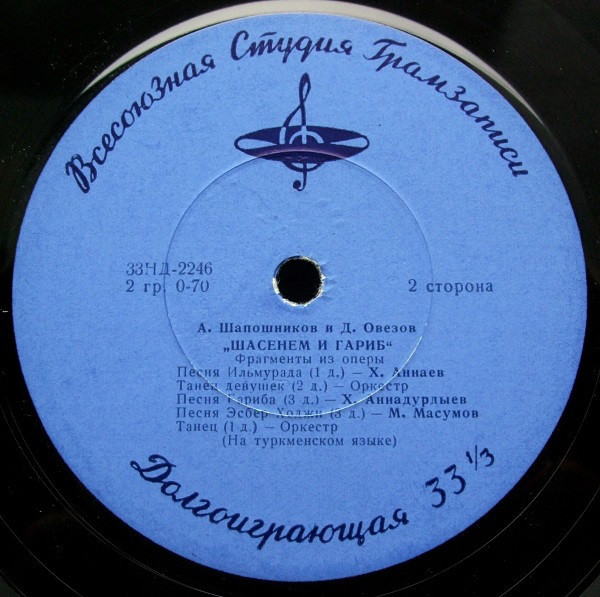 Всесоюзная Студия Грамзаписи
33НД-2246
2 гр. 0-70
2 сторона
А. Шапошников и Д. Овезов
„ШАСЕНЕМ И ГАРИБ“
Фрагменты из оперы
Песня Ильмурада (1 д.) — Х. Аннаев
Танец девушек (2 д.) — Оркестр
Песня Гариба (3 д.) — Х. Аннадурдыев
Песня Эсбер Ходжи (3 д.) — М. Масумов
Танец (1 д.) — Оркестр
(На туркменском языке)
Долгоиграющая 33 1/3